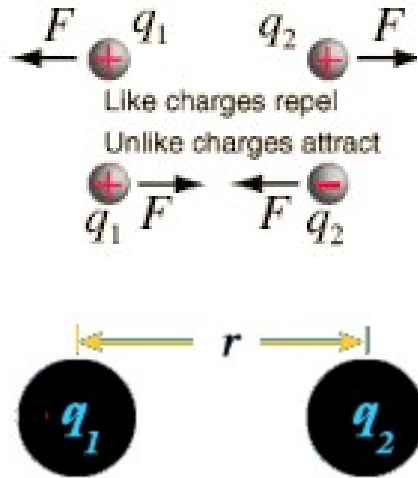 F q1 q2 F
+ +
Like charges repel
Unlike charges attract
+ −
q1 F F q2
r
q1 q2